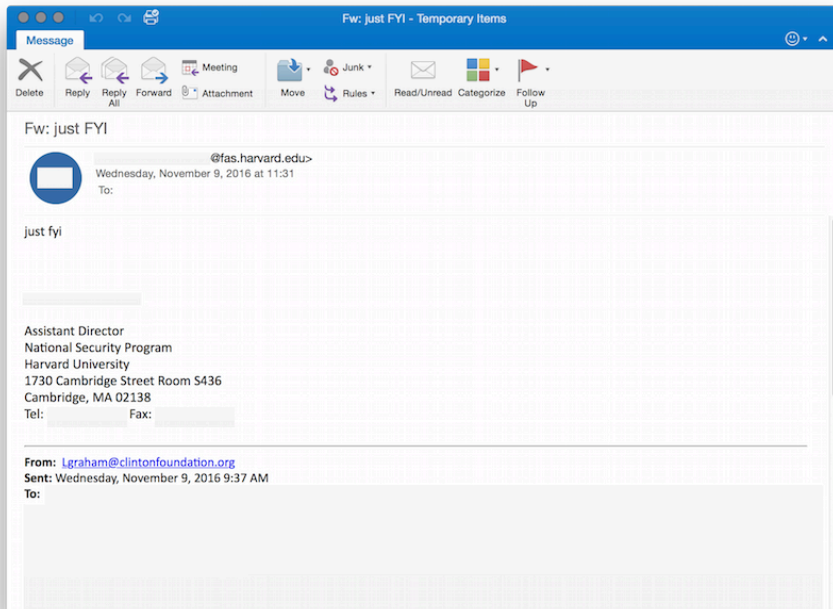 Fw: just FYI - Temporary Items
Message
Delete
Reply
Reply All
Forward
Meeting
Attachment
Move
Junk
Rules
Read/Unread
Categorize
Follow Up
Fw: just FYI
@fas.harvard.edu>
Wednesday, November 9, 2016 at 11:31
To:
just fyi
Assistant Director
National Security Program
Harvard University
1730 Cambridge Street Room S436
Cambridge, MA 02138
Tel: Fax:
From: Lgraham@clintonfoundation.org
Sent: Wednesday, November 9, 2016 9:37 AM
To: